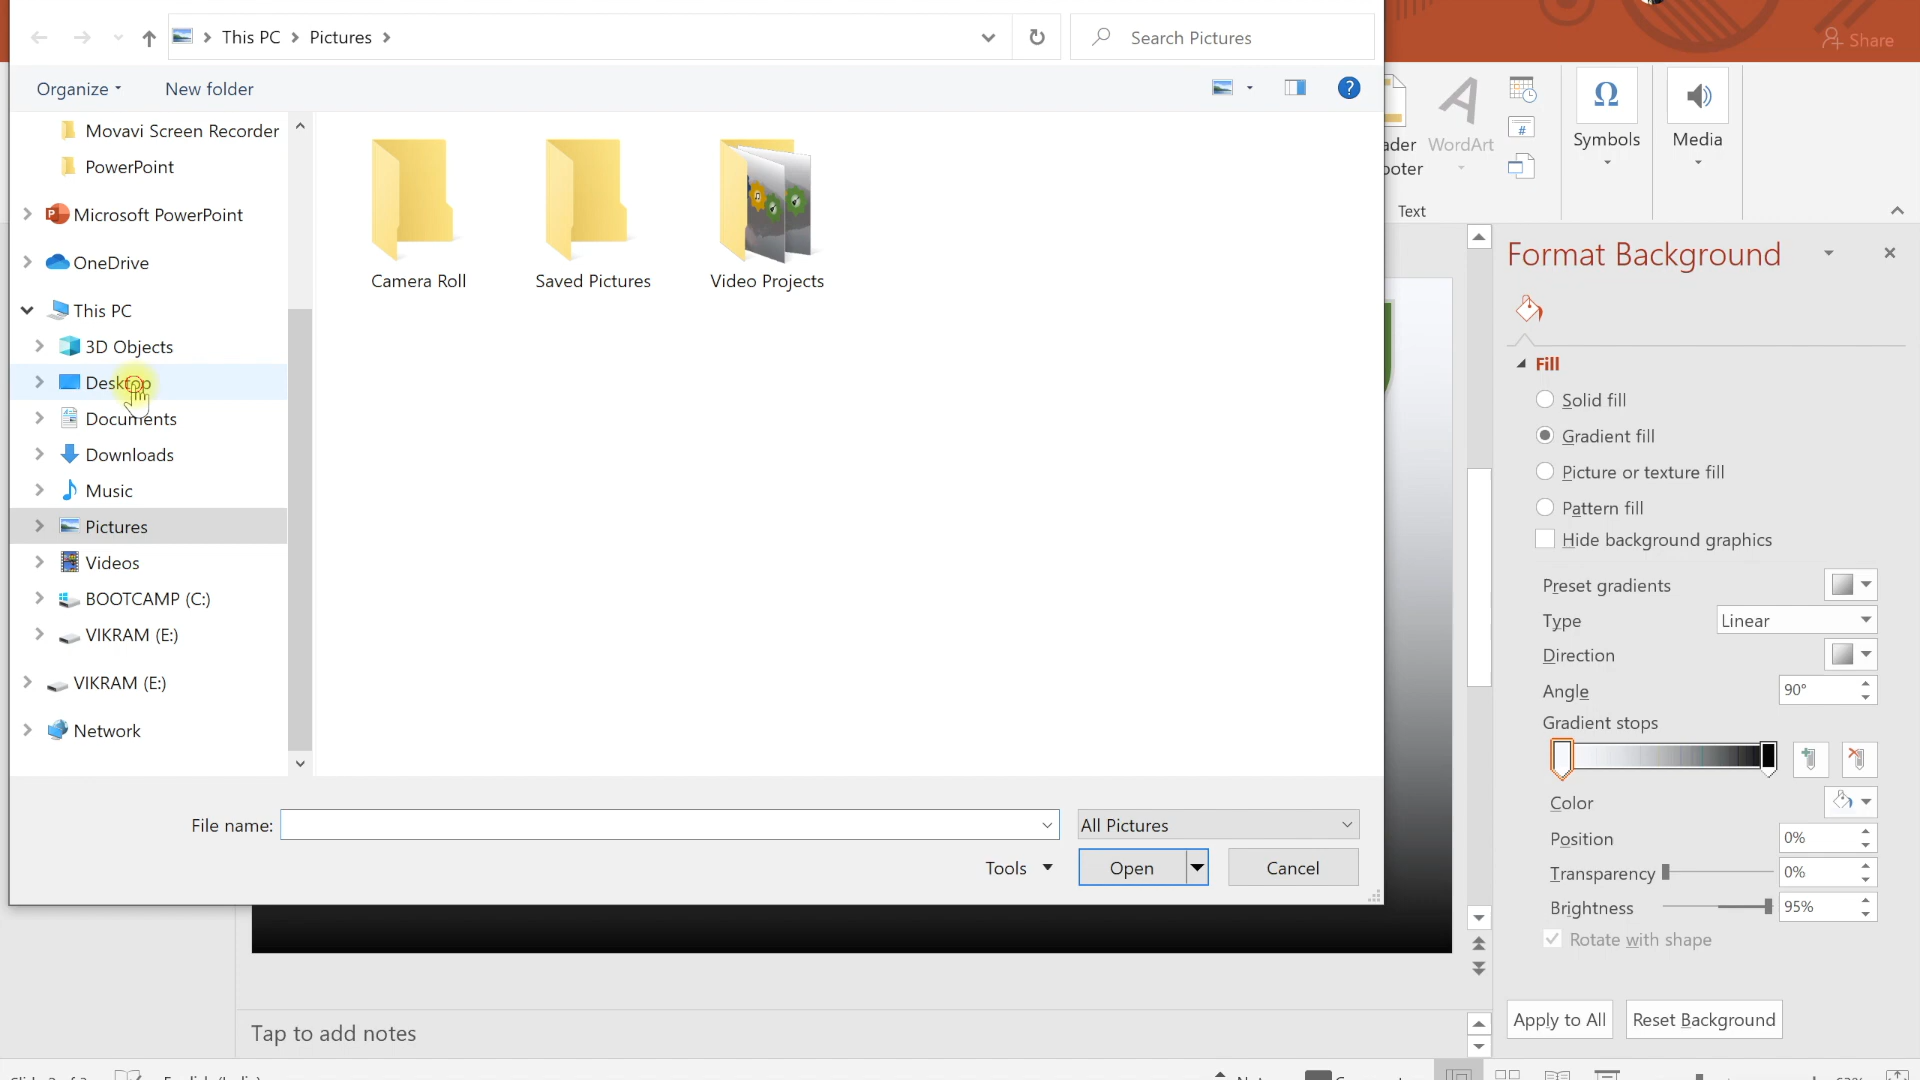 This PC
Pictures
Search Pictures
Share
Organize
New folder
?
Movavi Screen Recorder
PowerPoint
Microsoft PowerPoint
OneDrive
This PC
3D Objects
Desktop
Documents
Downloads
Music
Pictures
Videos
BOOTCAMP (C:)
VIKRAM (E:)
VIKRAM (E:)
Network
Camera Roll
Saved Pictures
Video Projects
File name:
All Pictures
Tools
Open
Cancel
WordArt
#
Text
Ω
Symbols
Media
Format Background
Fill
Solid fill
Gradient fill
Picture or texture fill
Pattern fill
Hide background graphics
Preset gradients
Type
Linear
Direction
Angle
90°
Gradient stops
Color
Position
0%
Transparency
0%
Brightness
95%
Rotate with shape
Apply to All
Reset Background
Tap to add notes